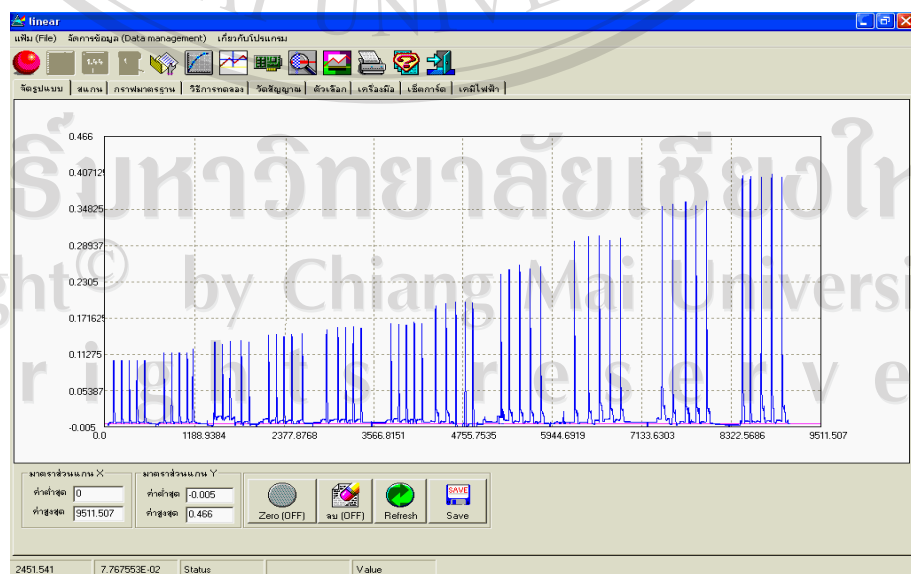 linear
แฟ้ม (File) จัดการข้อมูล (Data management) เกี่ยวกับโปรแกรม
จัดรูปแบบ สแกน กราฟมาตรฐาน วิธีการทดลอง วัดสัญญาณ ตัวเลือก เครื่องมือ เช็ตการ์ด เคมีไฟฟ้า
0.466
0.407125
0.34825
0.28937
0.2305
0.171625
0.11275
0.05387
-0.005
0.0 1188.9384 2377.8768 3566.8151 4755.7535 5944.6919 7133.6303 8322.5686 9511.507
มาตราส่วนแกน X มาตราส่วนแกน Y
ค่าต่ำสุด 0 ค่าต่ำสุด -0.005
ค่าสูงสุด 9511.507 ค่าสูงสุด 0.466
Zero (OFF) ลบ (OFF) Refresh SAVE Save
2451.541 7.767553E-02 Status Value
UNIVE
ธิ์มหาวิทยาลัยเชียงให
ght© by Chiang Mai Universi
r i g h t s r e s e r v e